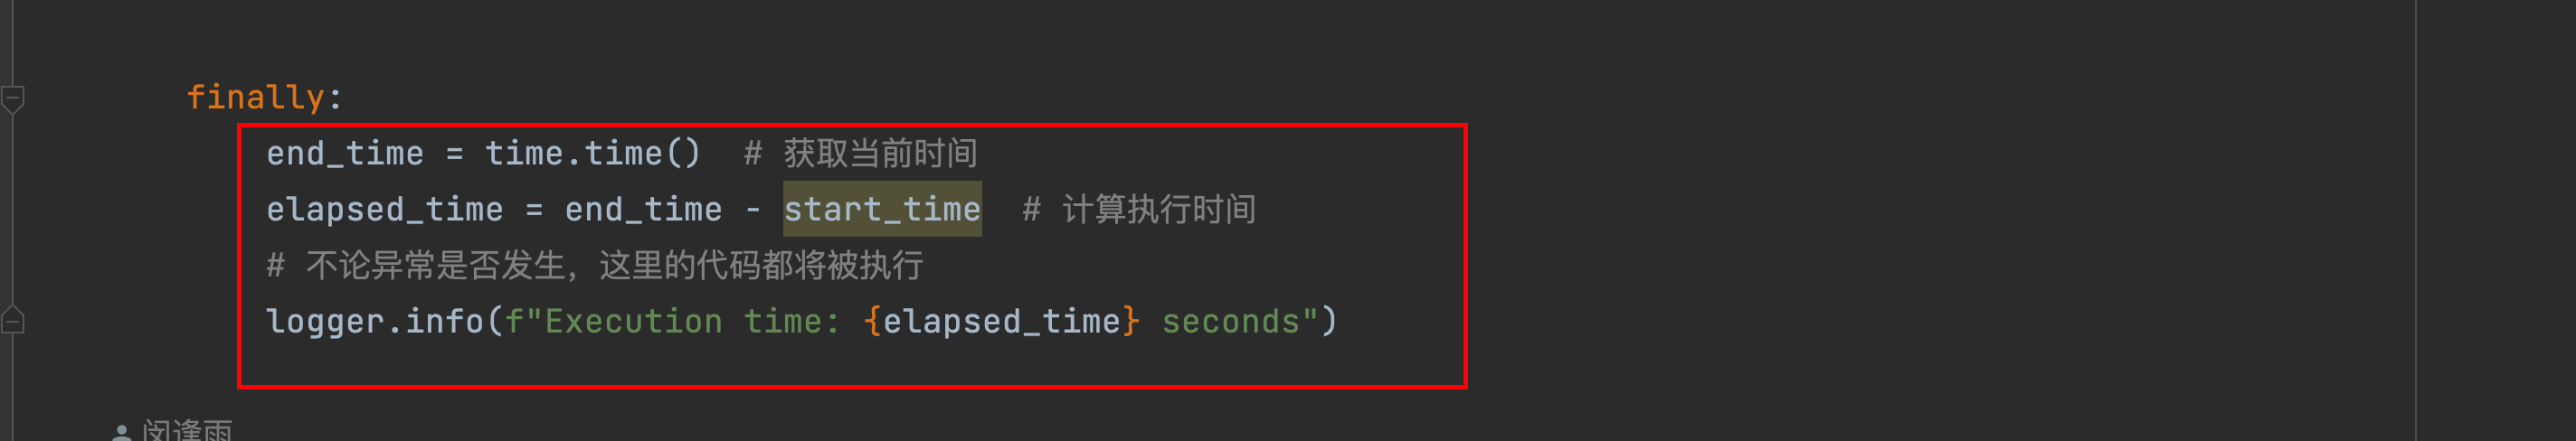 finally:
end_time = time.time()  # 获取当前时间
elapsed_time = end_time - start_time  # 计算执行时间
# 不论异常是否发生，这里的代码都将被执行
logger.info(f"Execution time: {elapsed_time} seconds")
闵逢雨